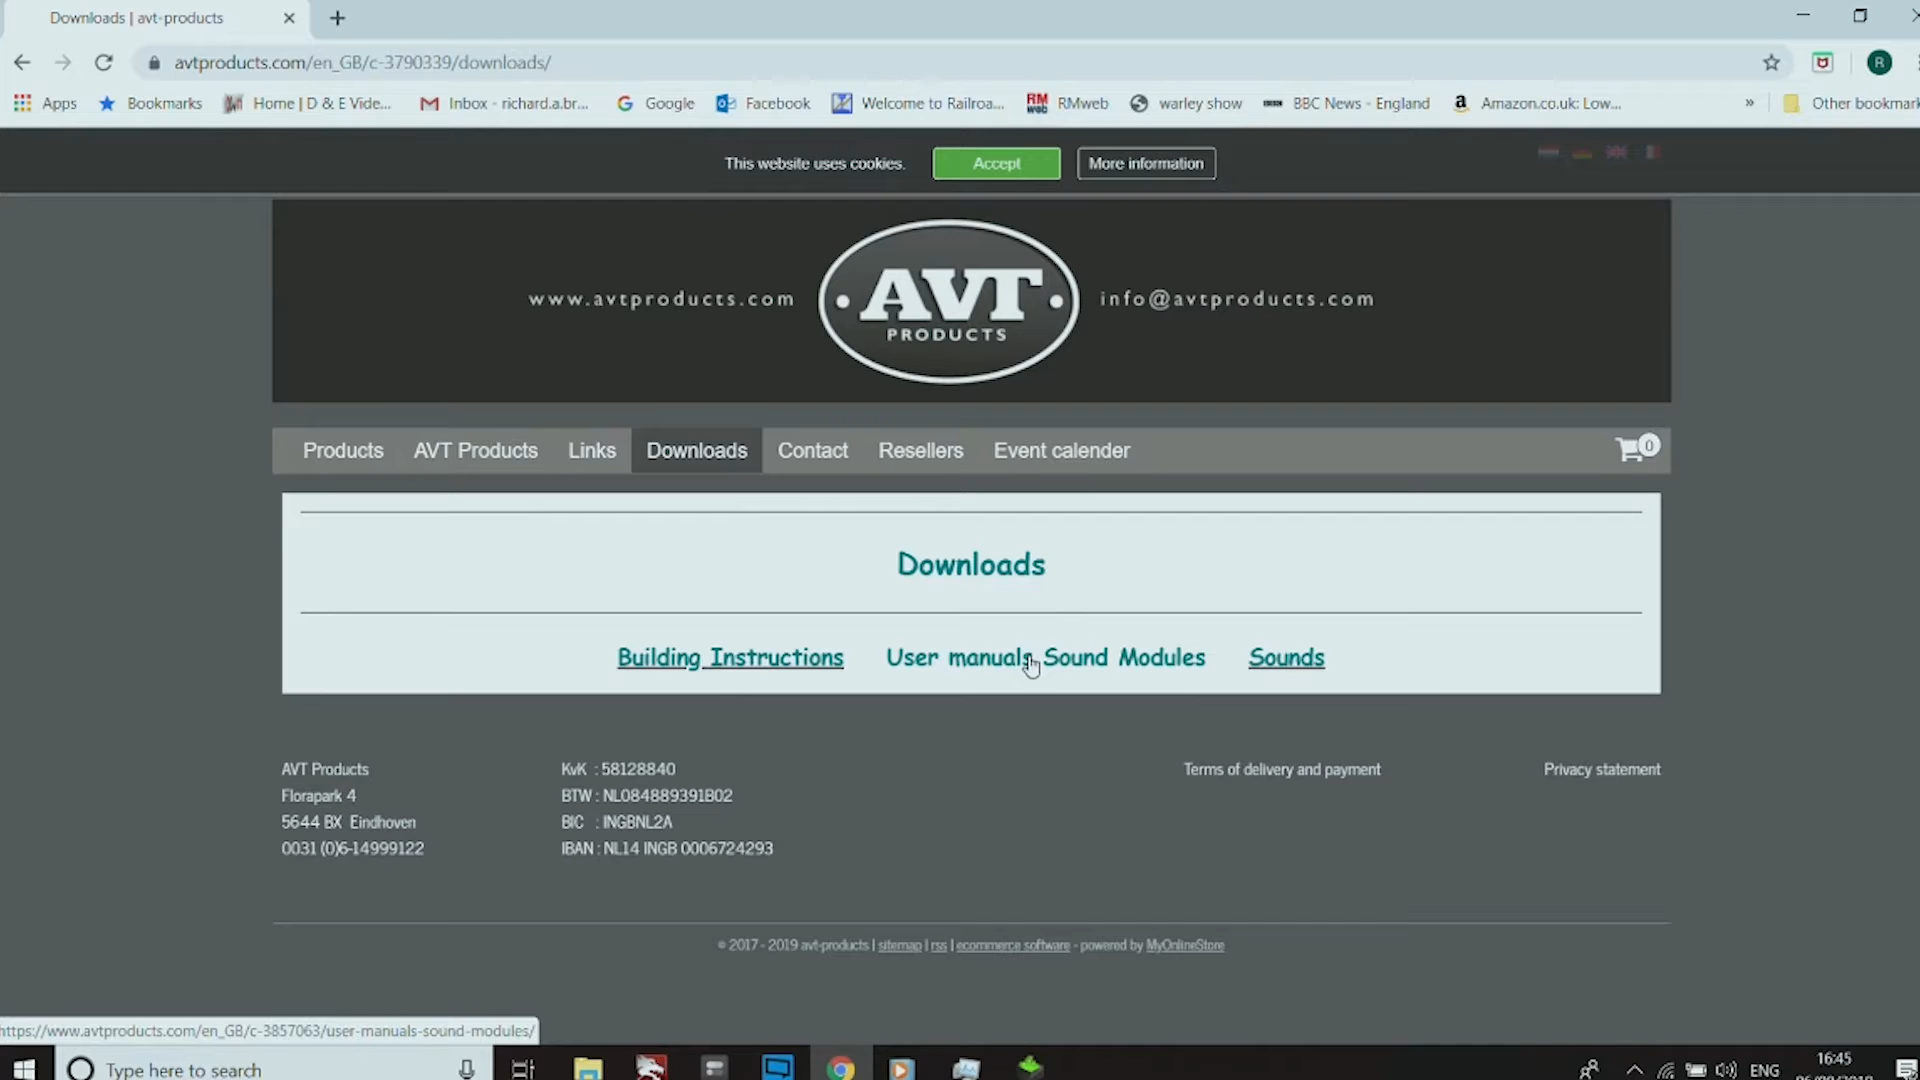 Downloads | avt-products
avtproducts.com/en_GB/c-3790339/downloads/
R
Apps Bookmarks Home | D & E Vide... Inbox - richard.a.br... Google Facebook Welcome to Railroa... RMweb warley show BBC News - England Amazon.co.uk: Low... » Other bookmark
This website uses cookies. Accept More information
www.avtproducts.com AVT PRODUCTS info@avtproducts.com
Products AVT Products Links Downloads Contact Resellers Event calender 0
Downloads
Building Instructions User manuals Sound Modules Sounds
AVT Products KvK : 58128840 Terms of delivery and payment Privacy statement
Florapark 4 BTW : NL084889391B02
5644 BX Eindhoven BIC : INGBNL2A
0031 (0)6-14999122 IBAN : NL14 INGB 0006724293
© 2017 - 2019 avt-products | sitemap | rss | ecommerce software - powered by MyOnlineStore
https://www.avtproducts.com/en_GB/c-3857063/user-manuals-sound-modules/
Type here to search ENG 16:45